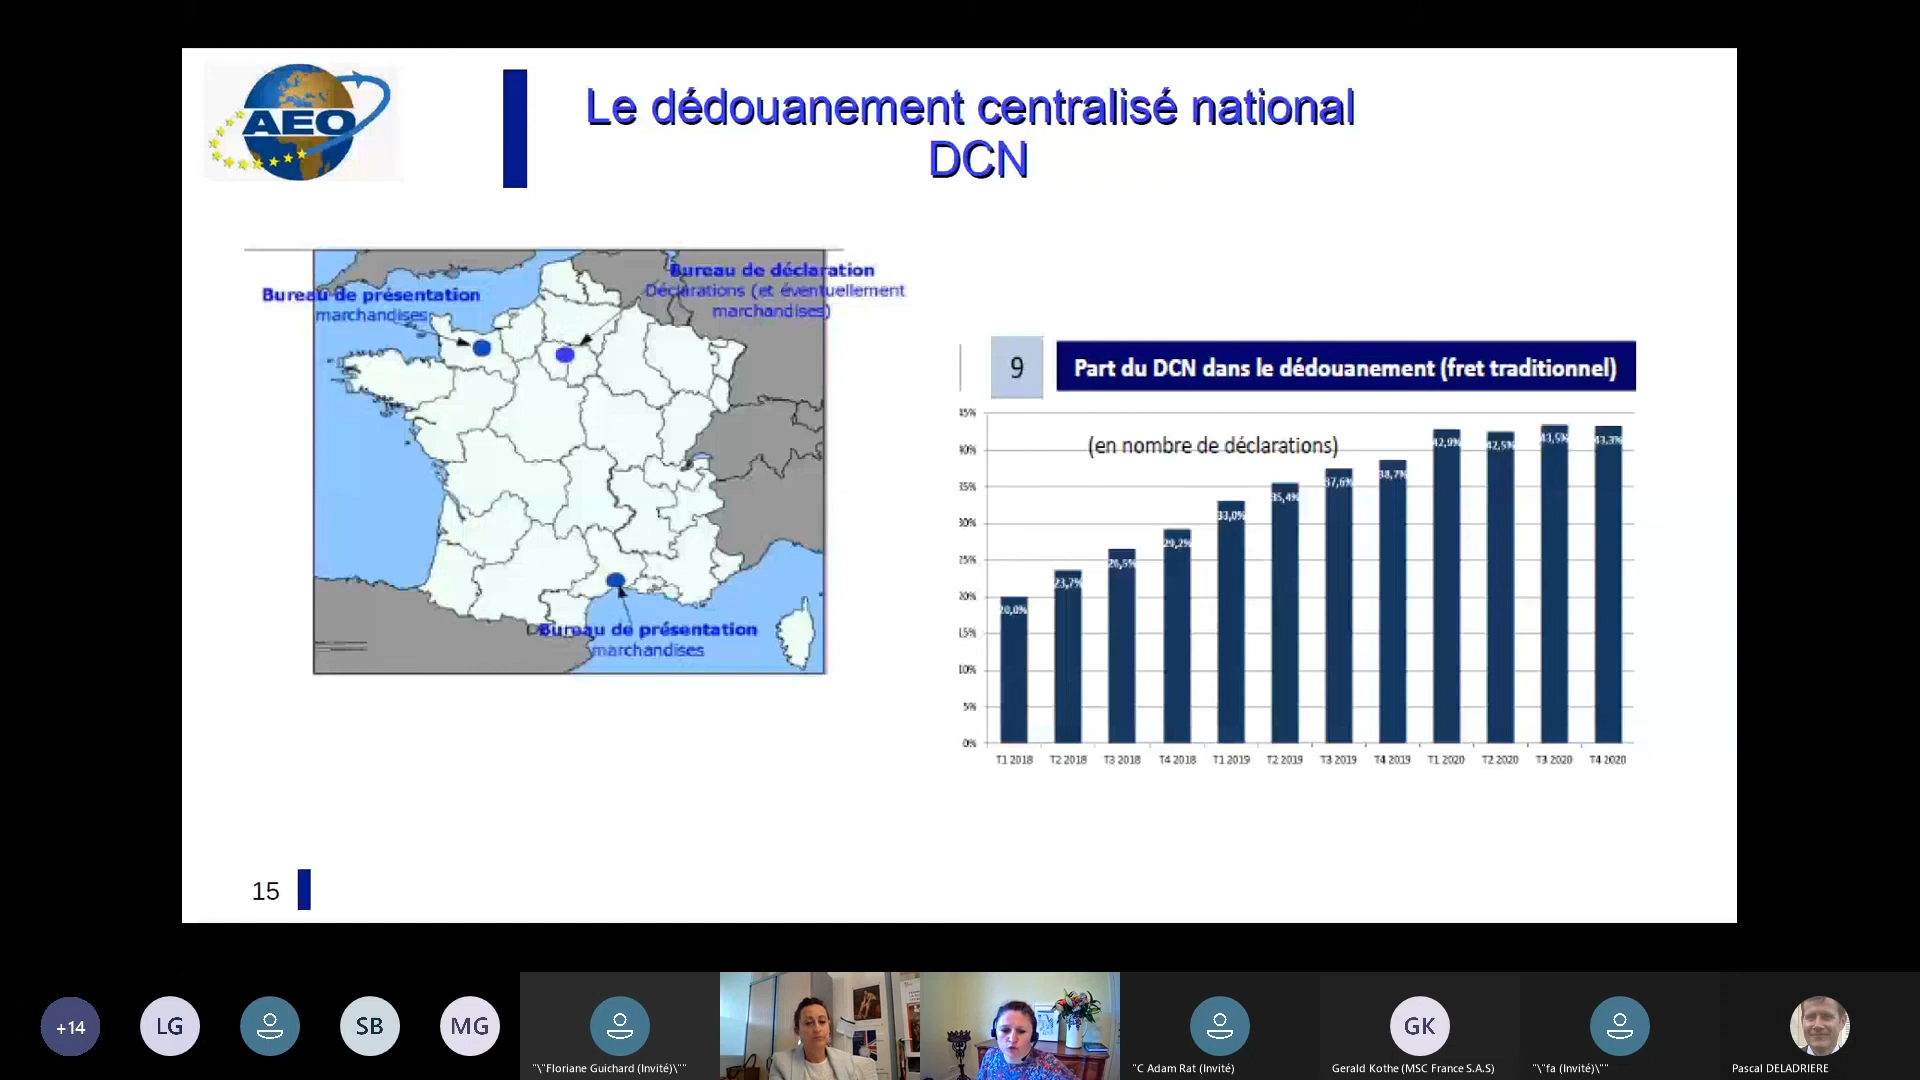 AEO
Le dédouanement centralisé national
DCN
Bureau de déclaration
Déclarations (et éventuellement
marchandises)
Bureau de présentation
marchandises
Bureau de présentation
marchandises
9
Part du DCN dans le dédouanement (fret traditionnel)
(en nombre de déclarations)
45%
40%
35%
30%
25%
20%
15%
10%
5%
0%
20,0%
23,7%
26,5%
29,2%
33,0%
35,4%
37,6%
38,7%
42,9%
42,5%
43,5%
43,3%
T1 2018
T2 2018
T3 2018
T4 2018
T1 2019
T2 2019
T3 2019
T4 2019
T1 2020
T2 2020
T3 2020
T4 2020
15
+14
LG
SB
MG
GK
"\"Floriane Guichard (Invité)\""
"C Adam Rat (Invité)
Gerald Kothe (MSC France S.A.S)
"\"fa (Invité)\""
Pascal DELADRIERE